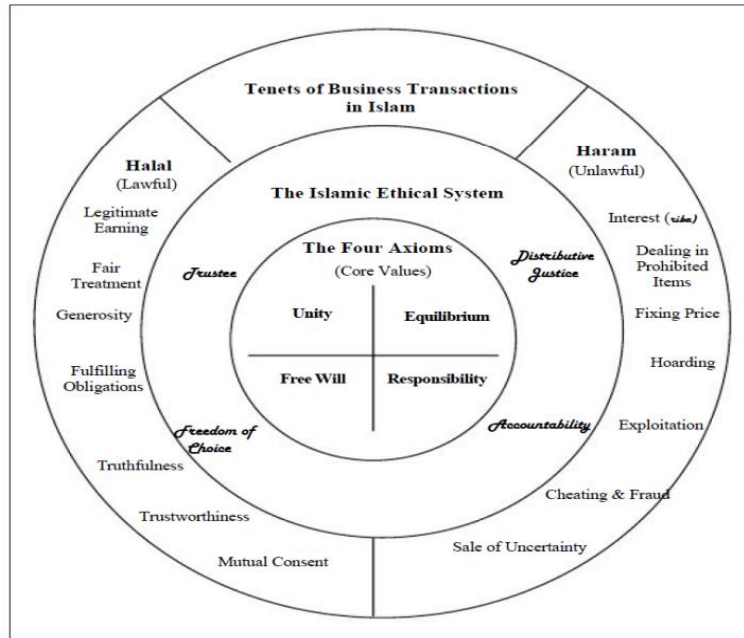 Tenets of Business Transactions
in Islam
Halal
(Lawful)
Legitimate
Earning
Fair
Treatment
Generosity
Fulfilling
Obligations
Truthfulness
Trustworthiness
Mutual Consent
Haram
(Unlawful)
Interest (riba)
Dealing in
Prohibited
Items
Fixing Price
Hoarding
Exploitation
Cheating & Fraud
Sale of Uncertainty
The Islamic Ethical System
Trustee
Distributive
Justice
Freedom of
Choice
Accountability
The Four Axioms
(Core Values)
Unity
Equilibrium
Free Will
Responsibility